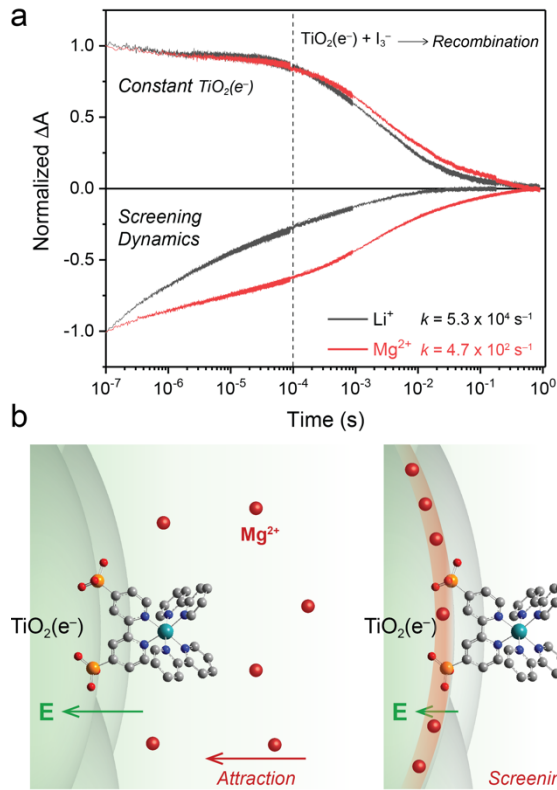 a
TiO₂(e⁻) + I₃⁻ → Recombination
Constant TiO₂(e⁻)
Screening
Dynamics
Normalized ΔA
1.0
0.5
0.0
-0.5
-1.0
Li⁺ k = 5.3 x 10⁴ s⁻¹
Mg²⁺ k = 4.7 x 10² s⁻¹
10⁻⁷ 10⁻⁶ 10⁻⁵ 10⁻⁴ 10⁻³ 10⁻² 10⁻¹ 10⁰
Time (s)
b
Mg²⁺
TiO₂(e⁻)
E
Attraction
TiO₂(e⁻)
E
Screenin